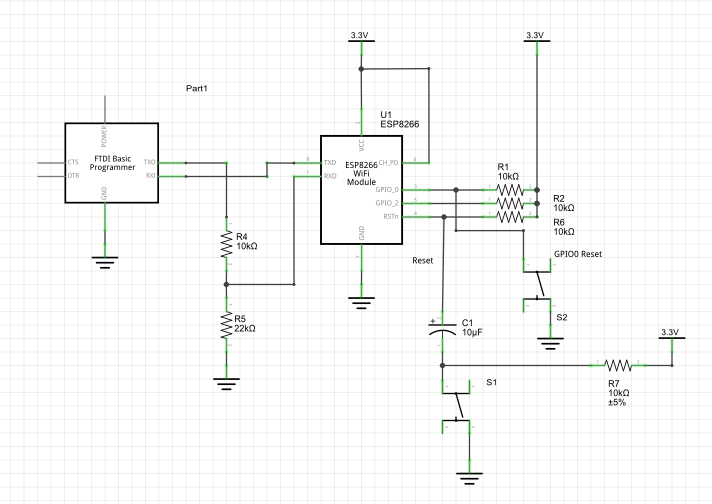 3.3V
3.3V
Part1
U1
ESP8266
POWER
VCC
CTS
DTR
FTDI Basic
Programmer
TXO
RXI
GND
TXD
RXD
ESP8266
WiFi
Module
CH_PD
GPIO_0
GPIO_2
RSTn
GND
R1
10kΩ
R2
10kΩ
R6
10kΩ
R4
10kΩ
Reset
GPIO0 Reset
R5
22kΩ
+
C1
10µF
S2
3.3V
S1
R7
10kΩ
±5%